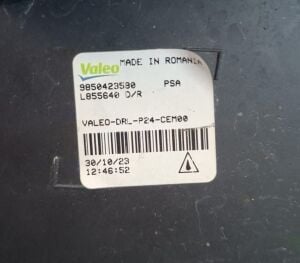 Valeo MADE IN ROMANIA
9850423580 PSA
L855640 D/R
VALEO-DRL-P24-CEM00
30/10/23
12:46:52